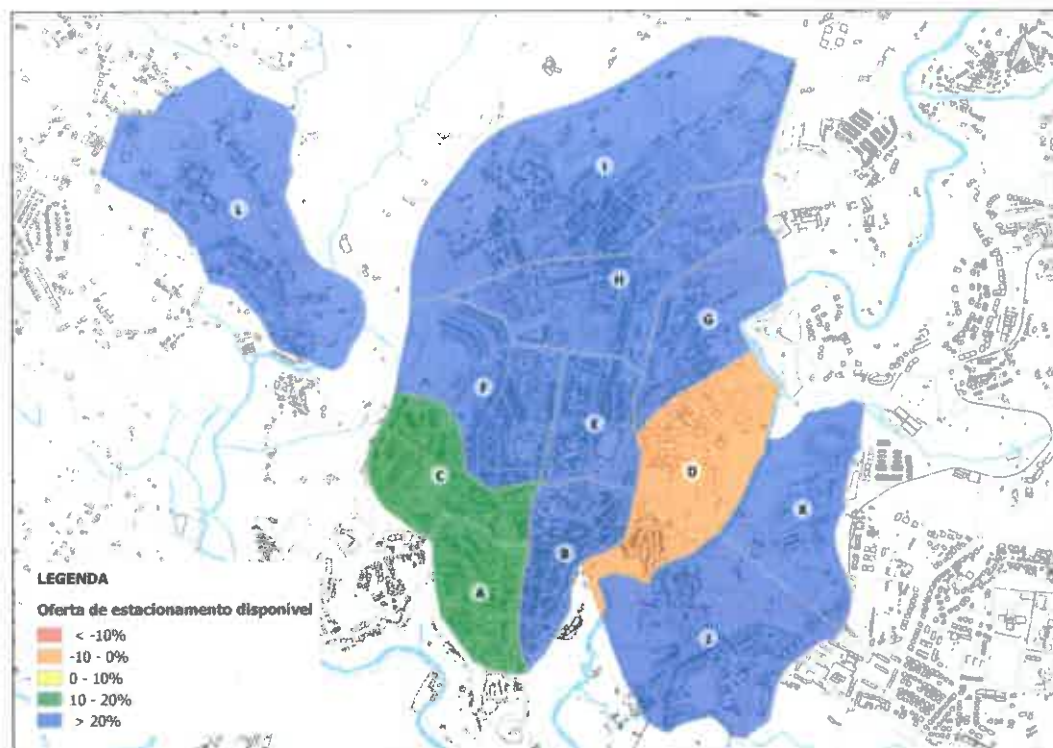 N
I
L
H
G
F
E
C
D
K
B
A
J
LEGENDA
Oferta de estacionamento disponível
< -10%
-10 - 0%
0 - 10%
10 - 20%
> 20%